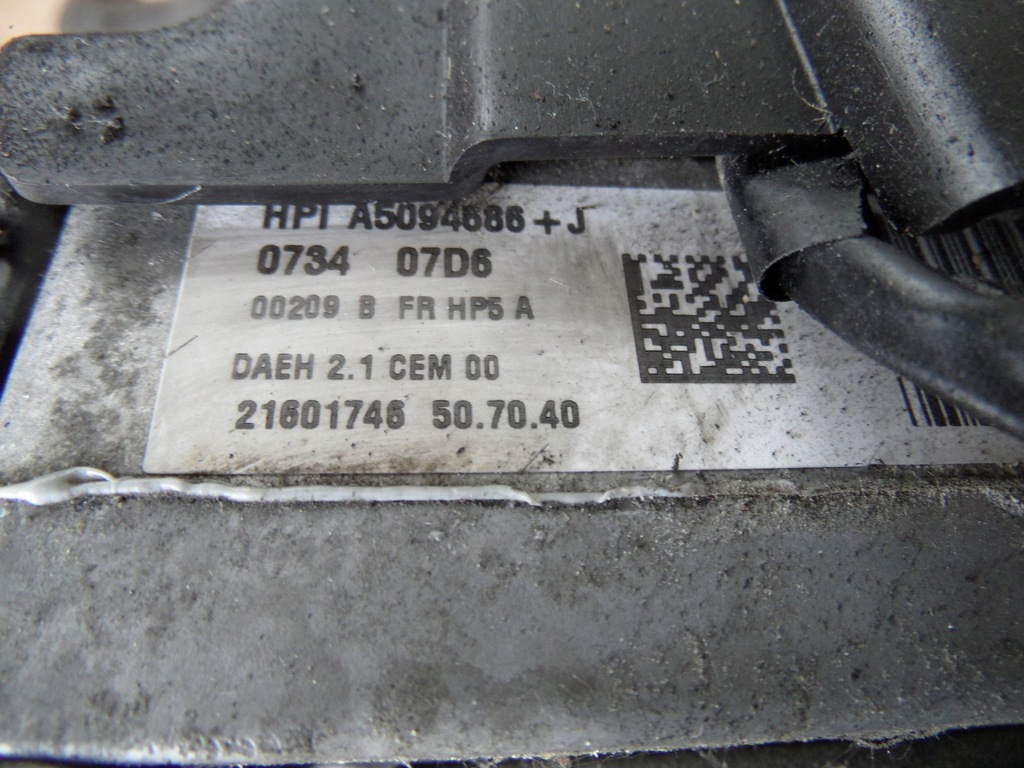 HPI A5094686+J
0734 07D6
00209 B FR HP5 A
DAEH 2.1 CEM 00
21601746 50.70.40